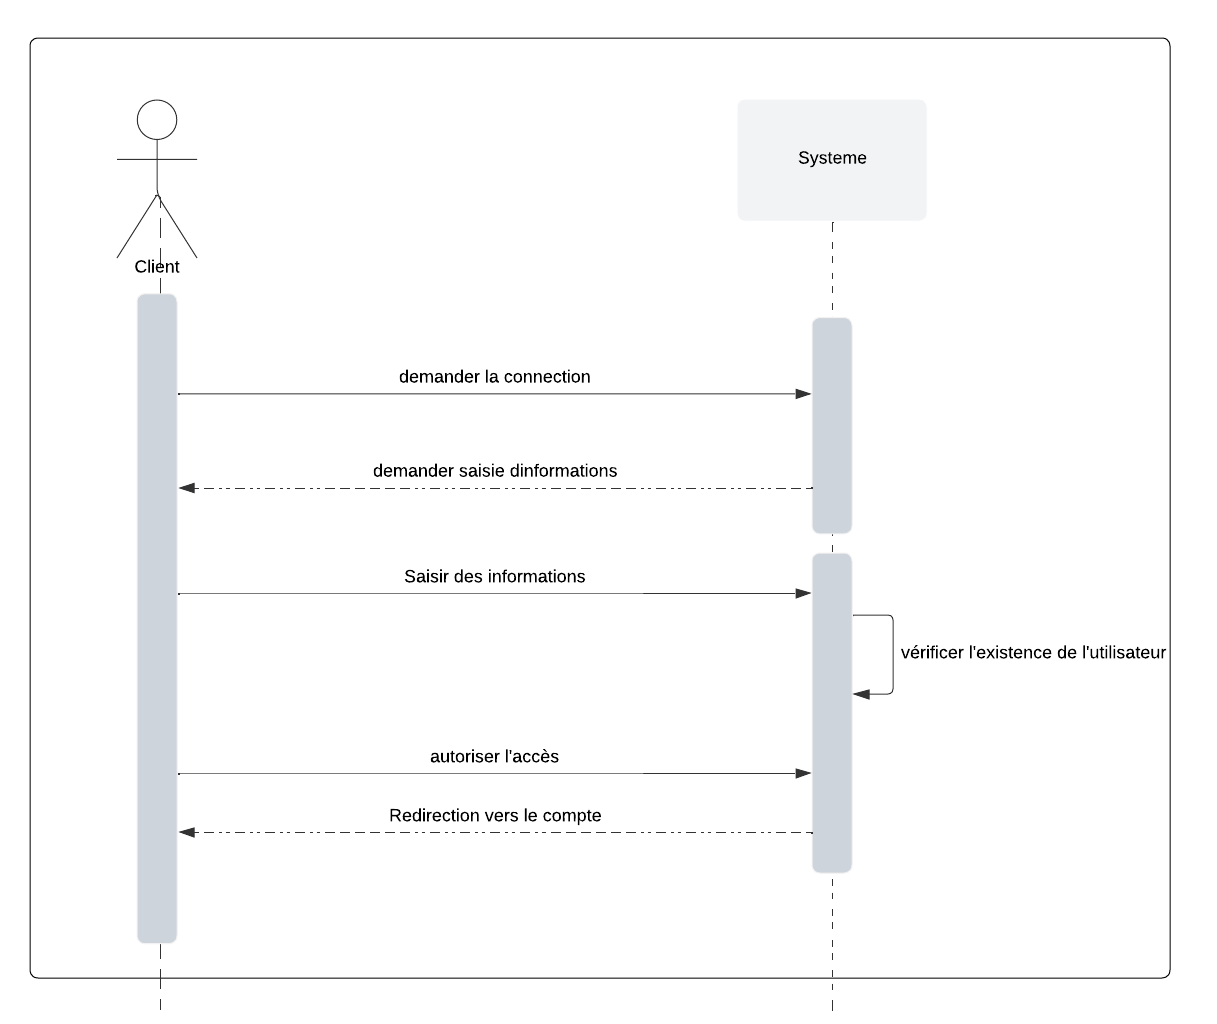 Systeme
Client
demander la connection
demander saisie dinformations
Saisir des informations
vérificer l'existence de l'utilisateur
autoriser l'accès
Redirection vers le compte